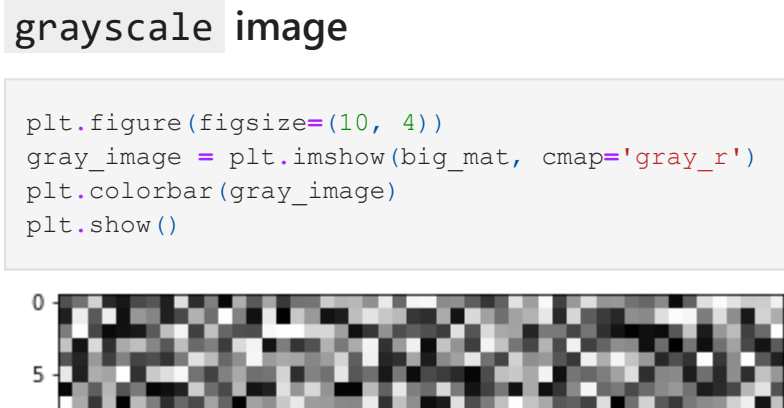 grayscale image
plt.figure(figsize=(10, 4))
gray_image = plt.imshow(big_mat, cmap='gray_r')
plt.colorbar(gray_image)
plt.show()
0
5